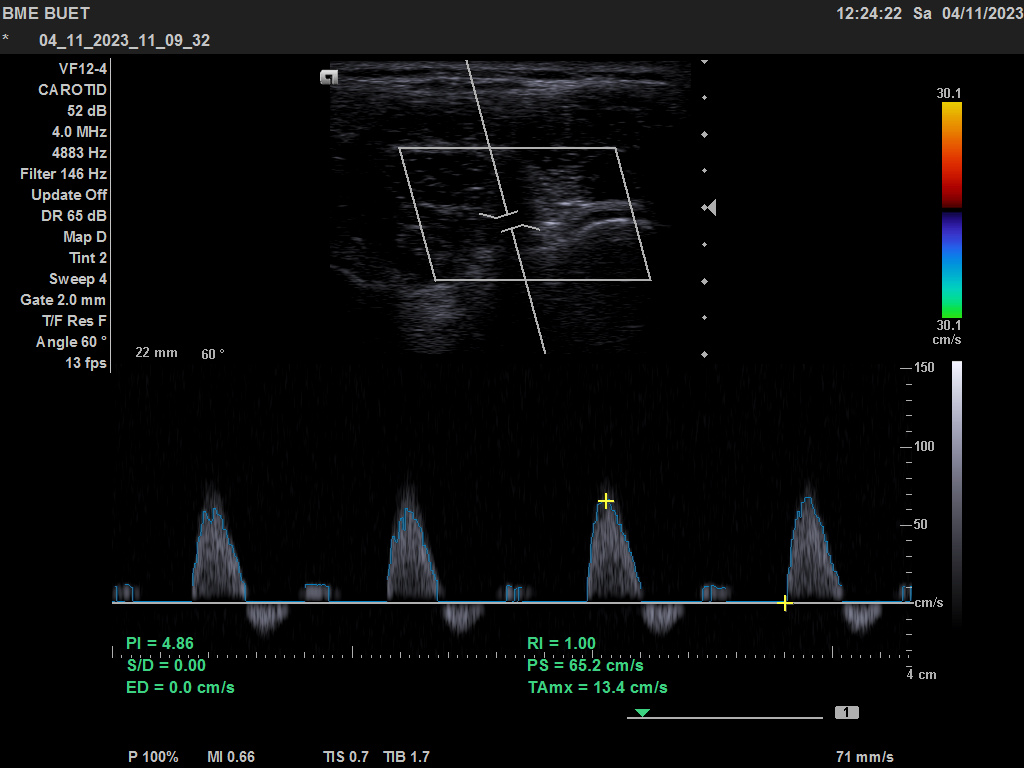 BME BUET
12:24:22 Sa 04/11/2023
* 04_11_2023_11_09_32
VF12-4
CAROTID
52 dB
4.0 MHz
4883 Hz
Filter 146 Hz
Update Off
DR 65 dB
Map D
Tint 2
Sweep 4
Gate 2.0 mm
T/F Res F
Angle 60 °
13 fps
22 mm 60 °
30.1
30.1
cm/s
150
100
50
cm/s
4 cm
PI = 4.86
S/D = 0.00
ED = 0.0 cm/s
RI = 1.00
PS = 65.2 cm/s
TAmx = 13.4 cm/s
1
P 100% MI 0.66 TIS 0.7 TIB 1.7 71 mm/s